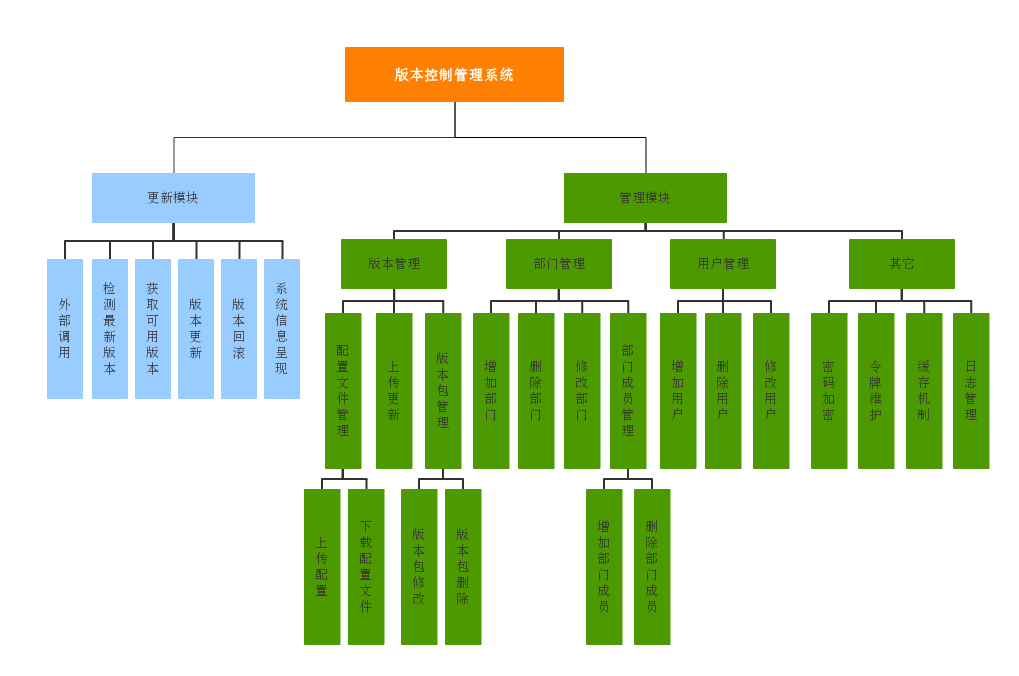 版本控制管理系统
更新模块
管理模块
版本管理
部门管理
用户管理
其它
外部调用
检测最新版本
获取可用版本
版本更新
版本回滚
系统信息呈现
配置文件管理
上传更新
版本包管理
增加部门
删除部门
修改部门
部门成员管理
增加用户
删除用户
修改用户
密码加密
令牌维护
缓存机制
日志管理
上传配置
下载配置文件
版本包修改
版本包删除
增加部门成员
删除部门成员